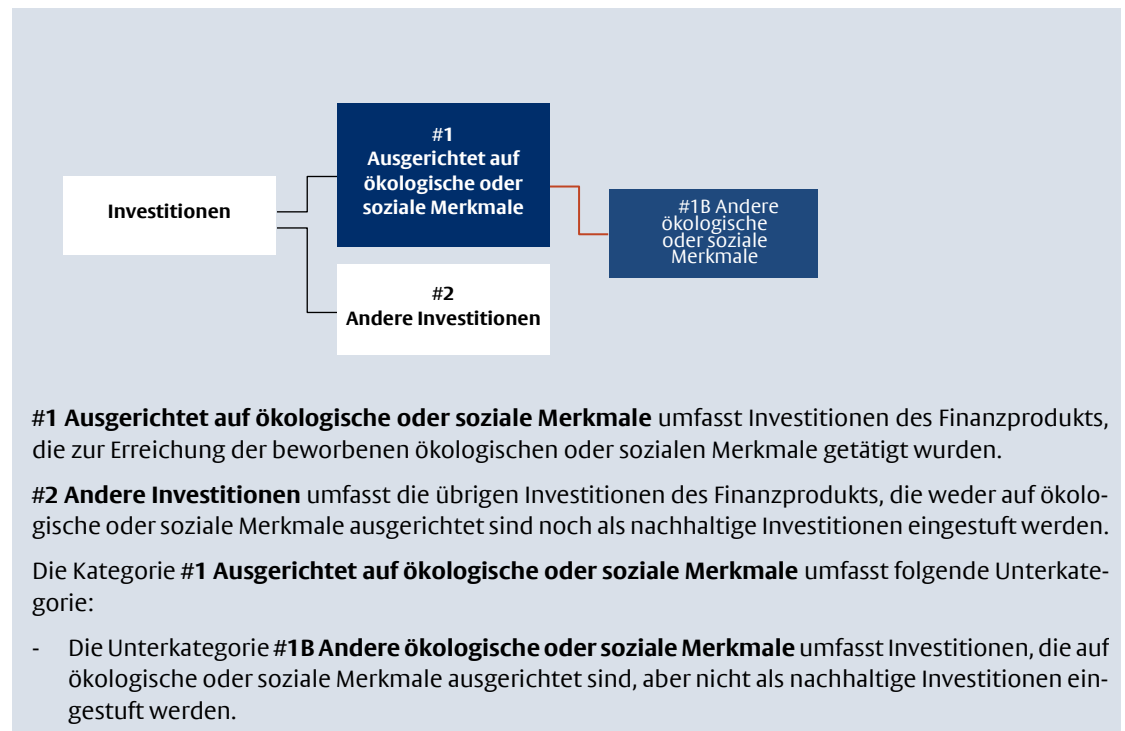 #1
Ausgerichtet auf
ökologische oder
soziale Merkmale
Investitionen
#1B Andere
ökologische
oder soziale
Merkmale
#2
Andere Investitionen
#1 Ausgerichtet auf ökologische oder soziale Merkmale umfasst Investitionen des Finanzprodukts,
die zur Erreichung der beworbenen ökologischen oder sozialen Merkmale getätigt wurden.
#2 Andere Investitionen umfasst die übrigen Investitionen des Finanzprodukts, die weder auf ökolo-
gische oder soziale Merkmale ausgerichtet sind noch als nachhaltige Investitionen eingestuft werden.
Die Kategorie #1 Ausgerichtet auf ökologische oder soziale Merkmale umfasst folgende Unterkate-
gorie:
- Die Unterkategorie #1B Andere ökologische oder soziale Merkmale umfasst Investitionen, die auf
ökologische oder soziale Merkmale ausgerichtet sind, aber nicht als nachhaltige Investitionen ein-
gestuft werden.